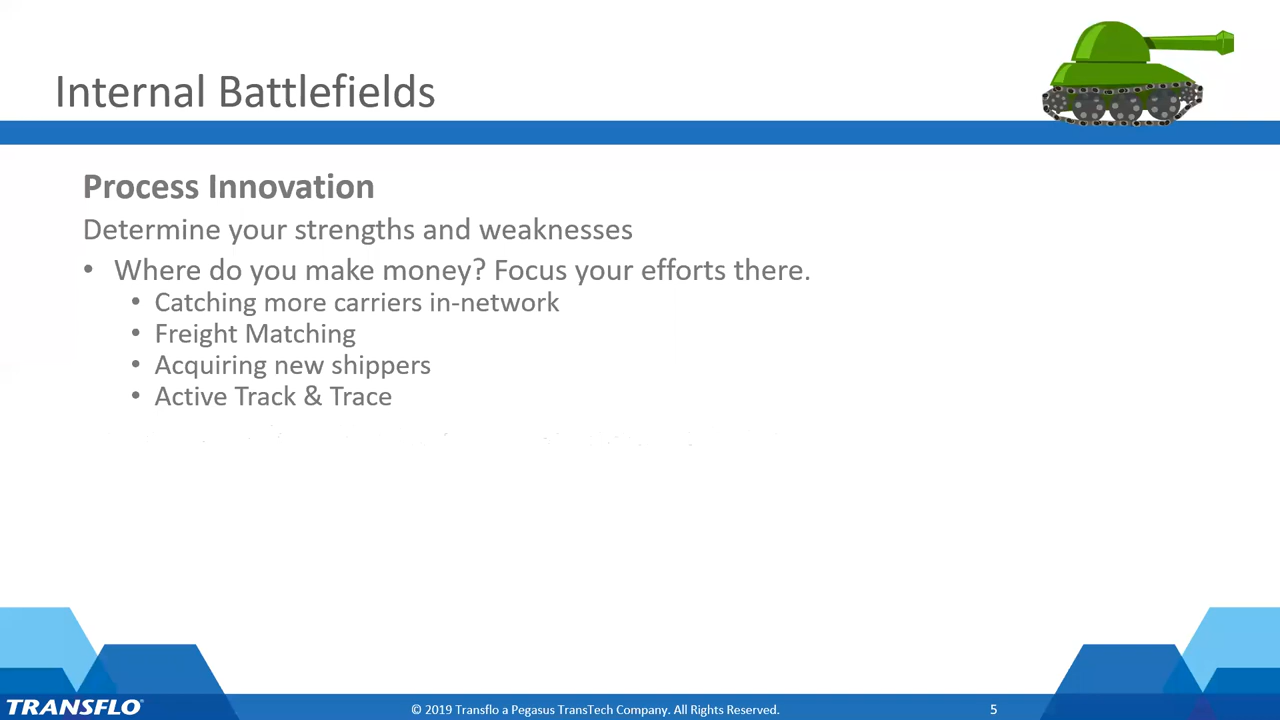 Internal Battlefields
Process Innovation
Determine your strengths and weaknesses
• Where do you make money? Focus your efforts there.
• Catching more carriers in-network
• Freight Matching
• Acquiring new shippers
• Active Track & Trace
TRANSFLO®
© 2019 Transflo a Pegasus TransTech Company. All Rights Reserved.
5